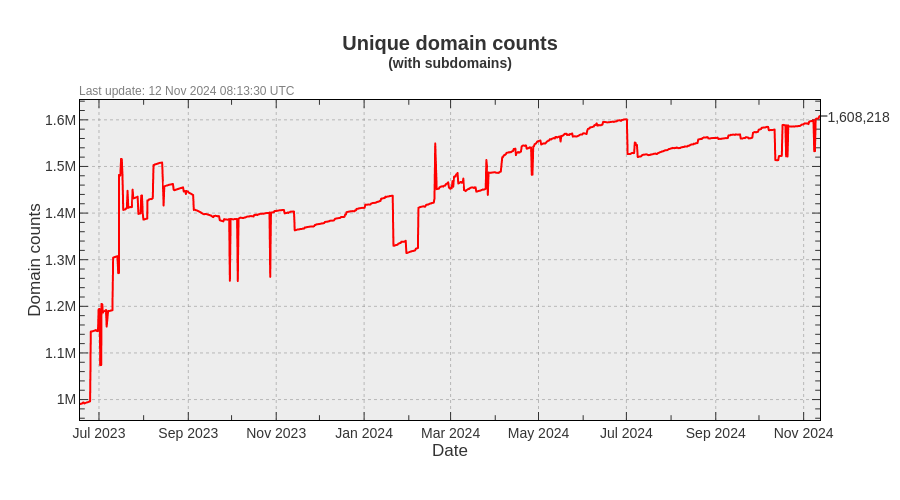 Unique domain counts
(with subdomains)
Last update: 12 Nov 2024 08:13:30 UTC
1.6M
1,608,218
1.5M
1.4M
1.3M
1.2M
1.1M
1M
Domain counts
Jul 2023 Sep 2023 Nov 2023 Jan 2024 Mar 2024 May 2024 Jul 2024 Sep 2024 Nov 2024
Date